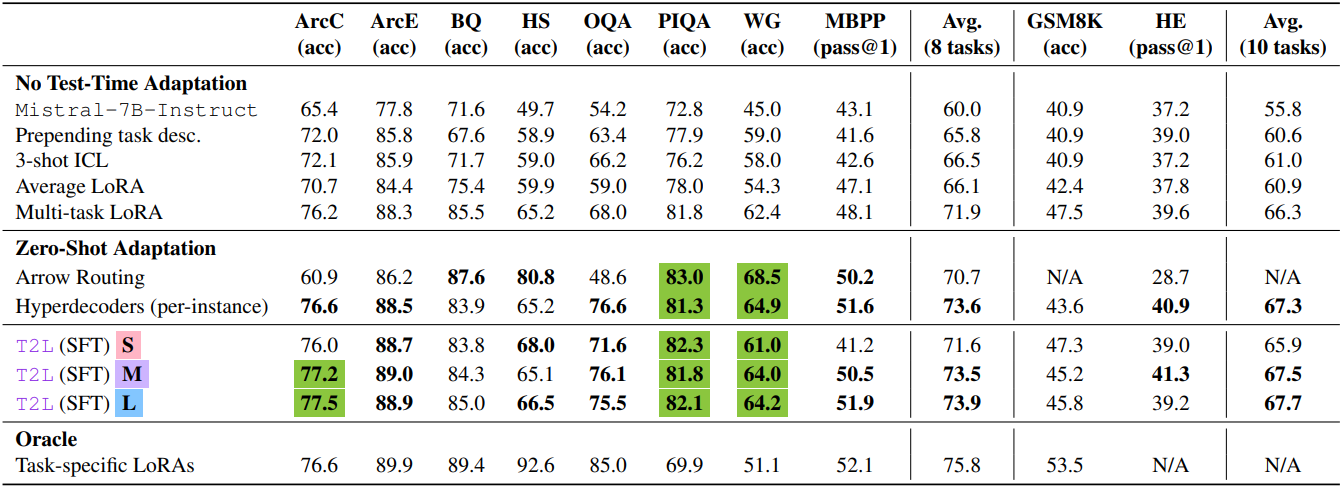 ArcC ArcE BQ HS OQA PIQA WG MBPP Avg. GSM8K HE Avg.
(acc) (acc) (acc) (acc) (acc) (acc) (acc) (pass@1) (8 tasks) (acc) (pass@1) (10 tasks)
No Test-Time Adaptation
Mistral-7B-Instruct 65.4 77.8 71.6 49.7 54.2 72.8 45.0 43.1 60.0 40.9 37.2 55.8
Prepending task desc. 72.0 85.8 67.6 58.9 63.4 77.9 59.0 41.6 65.8 40.9 39.0 60.6
3-shot ICL 72.1 85.9 71.7 59.0 66.2 76.2 58.0 42.6 66.5 40.9 37.2 61.0
Average LoRA 70.7 84.4 75.4 59.9 59.0 78.0 54.3 47.1 66.1 42.4 37.8 60.9
Multi-task LoRA 76.2 88.3 85.5 65.2 68.0 81.8 62.4 48.1 71.9 47.5 39.6 66.3
Zero-Shot Adaptation
Arrow Routing 60.9 86.2 87.6 80.8 48.6 83.0 68.5 50.2 70.7 N/A 28.7 N/A
Hyperdecoders (per-instance) 76.6 88.5 83.9 65.2 76.6 81.3 64.9 51.6 73.6 43.6 40.9 67.3
T2L (SFT) S 76.0 88.7 83.8 68.0 71.6 82.3 61.0 41.2 71.6 47.3 39.0 65.9
T2L (SFT) M 77.2 89.0 84.3 65.1 76.1 81.8 64.0 50.5 73.5 45.2 41.3 67.5
T2L (SFT) L 77.5 88.9 85.0 66.5 75.5 82.1 64.2 51.9 73.9 45.8 39.2 67.7
Oracle
Task-specific LoRAs 76.6 89.9 89.4 92.6 85.0 69.9 51.1 52.1 75.8 53.5 N/A N/A